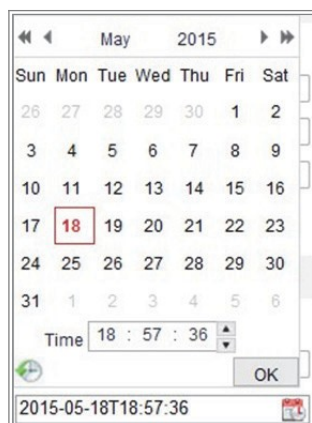 May 2015
Sun Mon Tue Wed Thu Fri Sat
26 27 28 29 30 1 2
3 4 5 6 7 8 9
10 11 12 13 14 15 16
17 18 19 20 21 22 23
24 25 26 27 28 29 30
31 1 2 3 4 5 6
Time 18 : 57 : 36
OK
2015-05-18T18:57:36